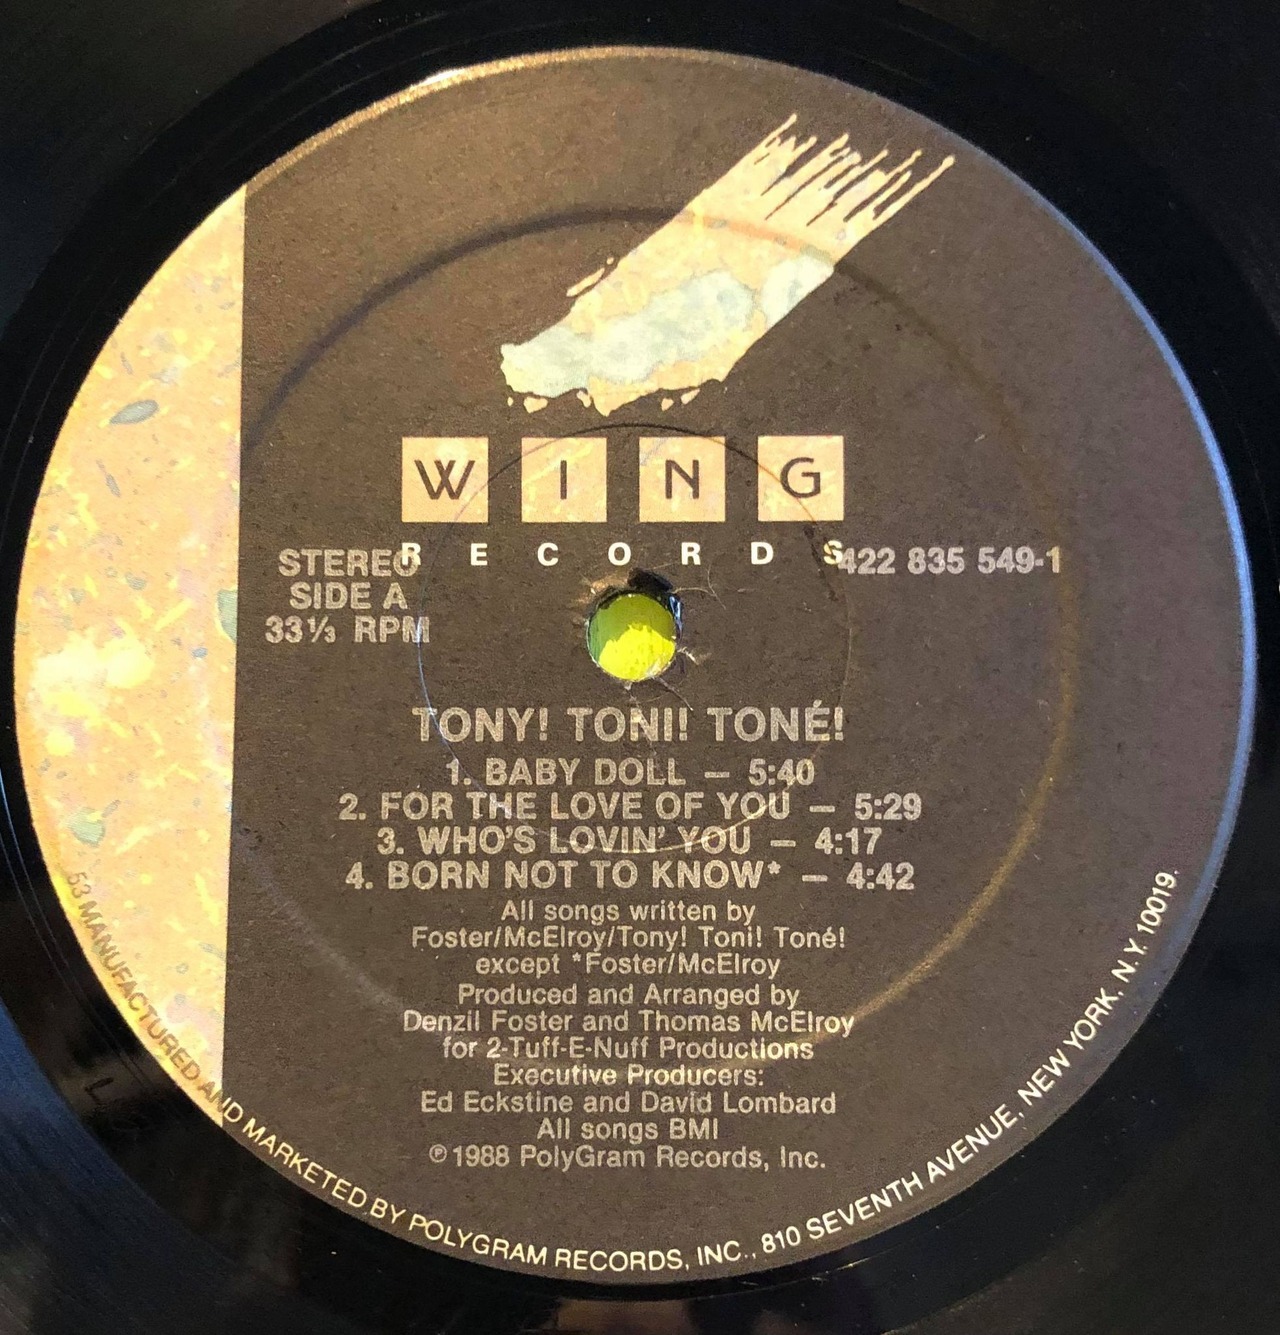 WING
RECORDS
STEREO
SIDE A
33⅓ RPM
422 835 549-1
TONY! TONI! TONÉ!
1. BABY DOLL — 5:40
2. FOR THE LOVE OF YOU — 5:29
3. WHO'S LOVIN' YOU — 4:17
4. BORN NOT TO KNOW* — 4:42
All songs written by
Foster/McElroy/Tony! Toni! Toné!
except *Foster/McElroy
Produced and Arranged by
Denzil Foster and Thomas McElroy
for 2-Tuff-E-Nuff Productions
Executive Producers:
Ed Eckstine and David Lombard
All songs BMI
℗1988 PolyGram Records, Inc.
53 MANUFACTURED AND MARKETED BY POLYGRAM RECORDS, INC., 810 SEVENTH AVENUE, NEW YORK, N.Y. 10019.